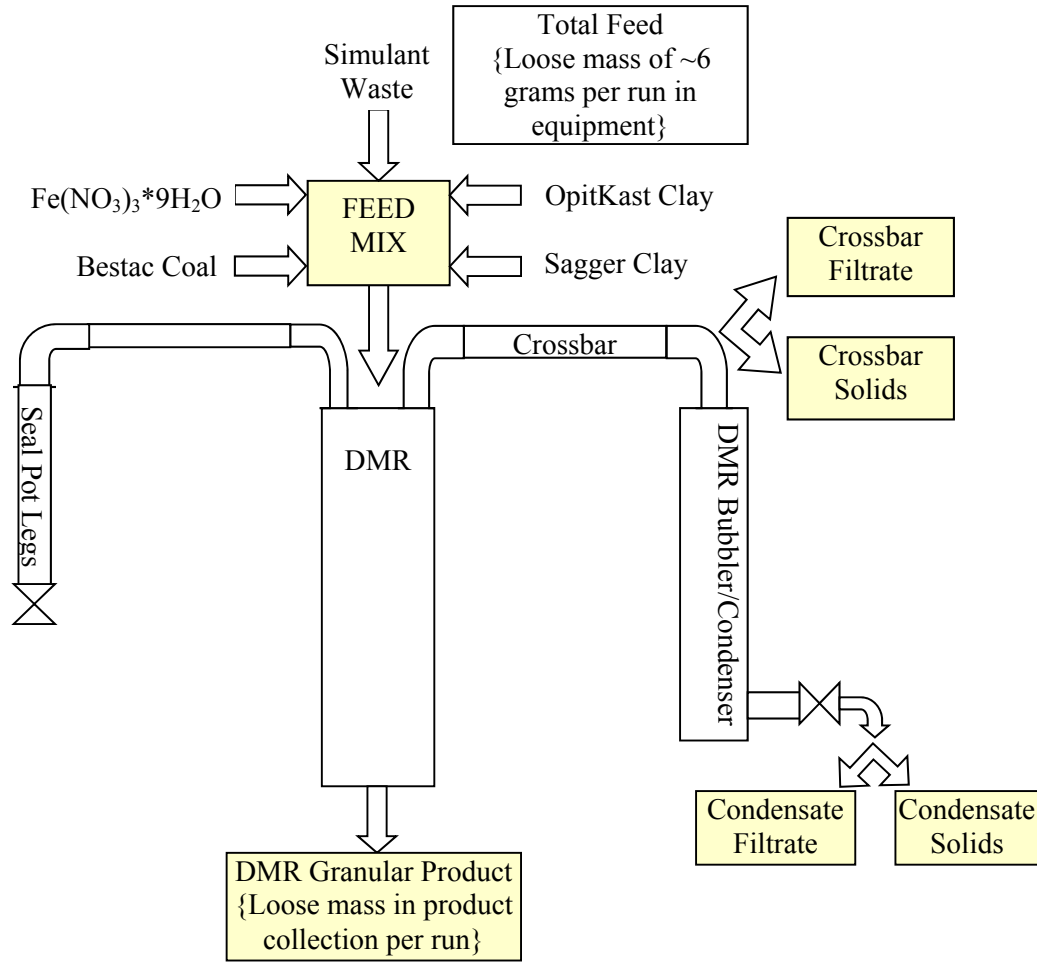 Total Feed
{Loose mass of ~6
grams per run in
equipment}
Simulant
Waste
Fe(NO₃)₃*9H₂O
FEED
MIX
OpitKast Clay
Bestac Coal
Sagger Clay
Crossbar
Filtrate
Crossbar
Crossbar
Solids
Seal Pot Legs
DMR
DMR Bubbler/Condenser
Condensate
Filtrate
Condensate
Solids
DMR Granular Product
{Loose mass in product
collection per run}